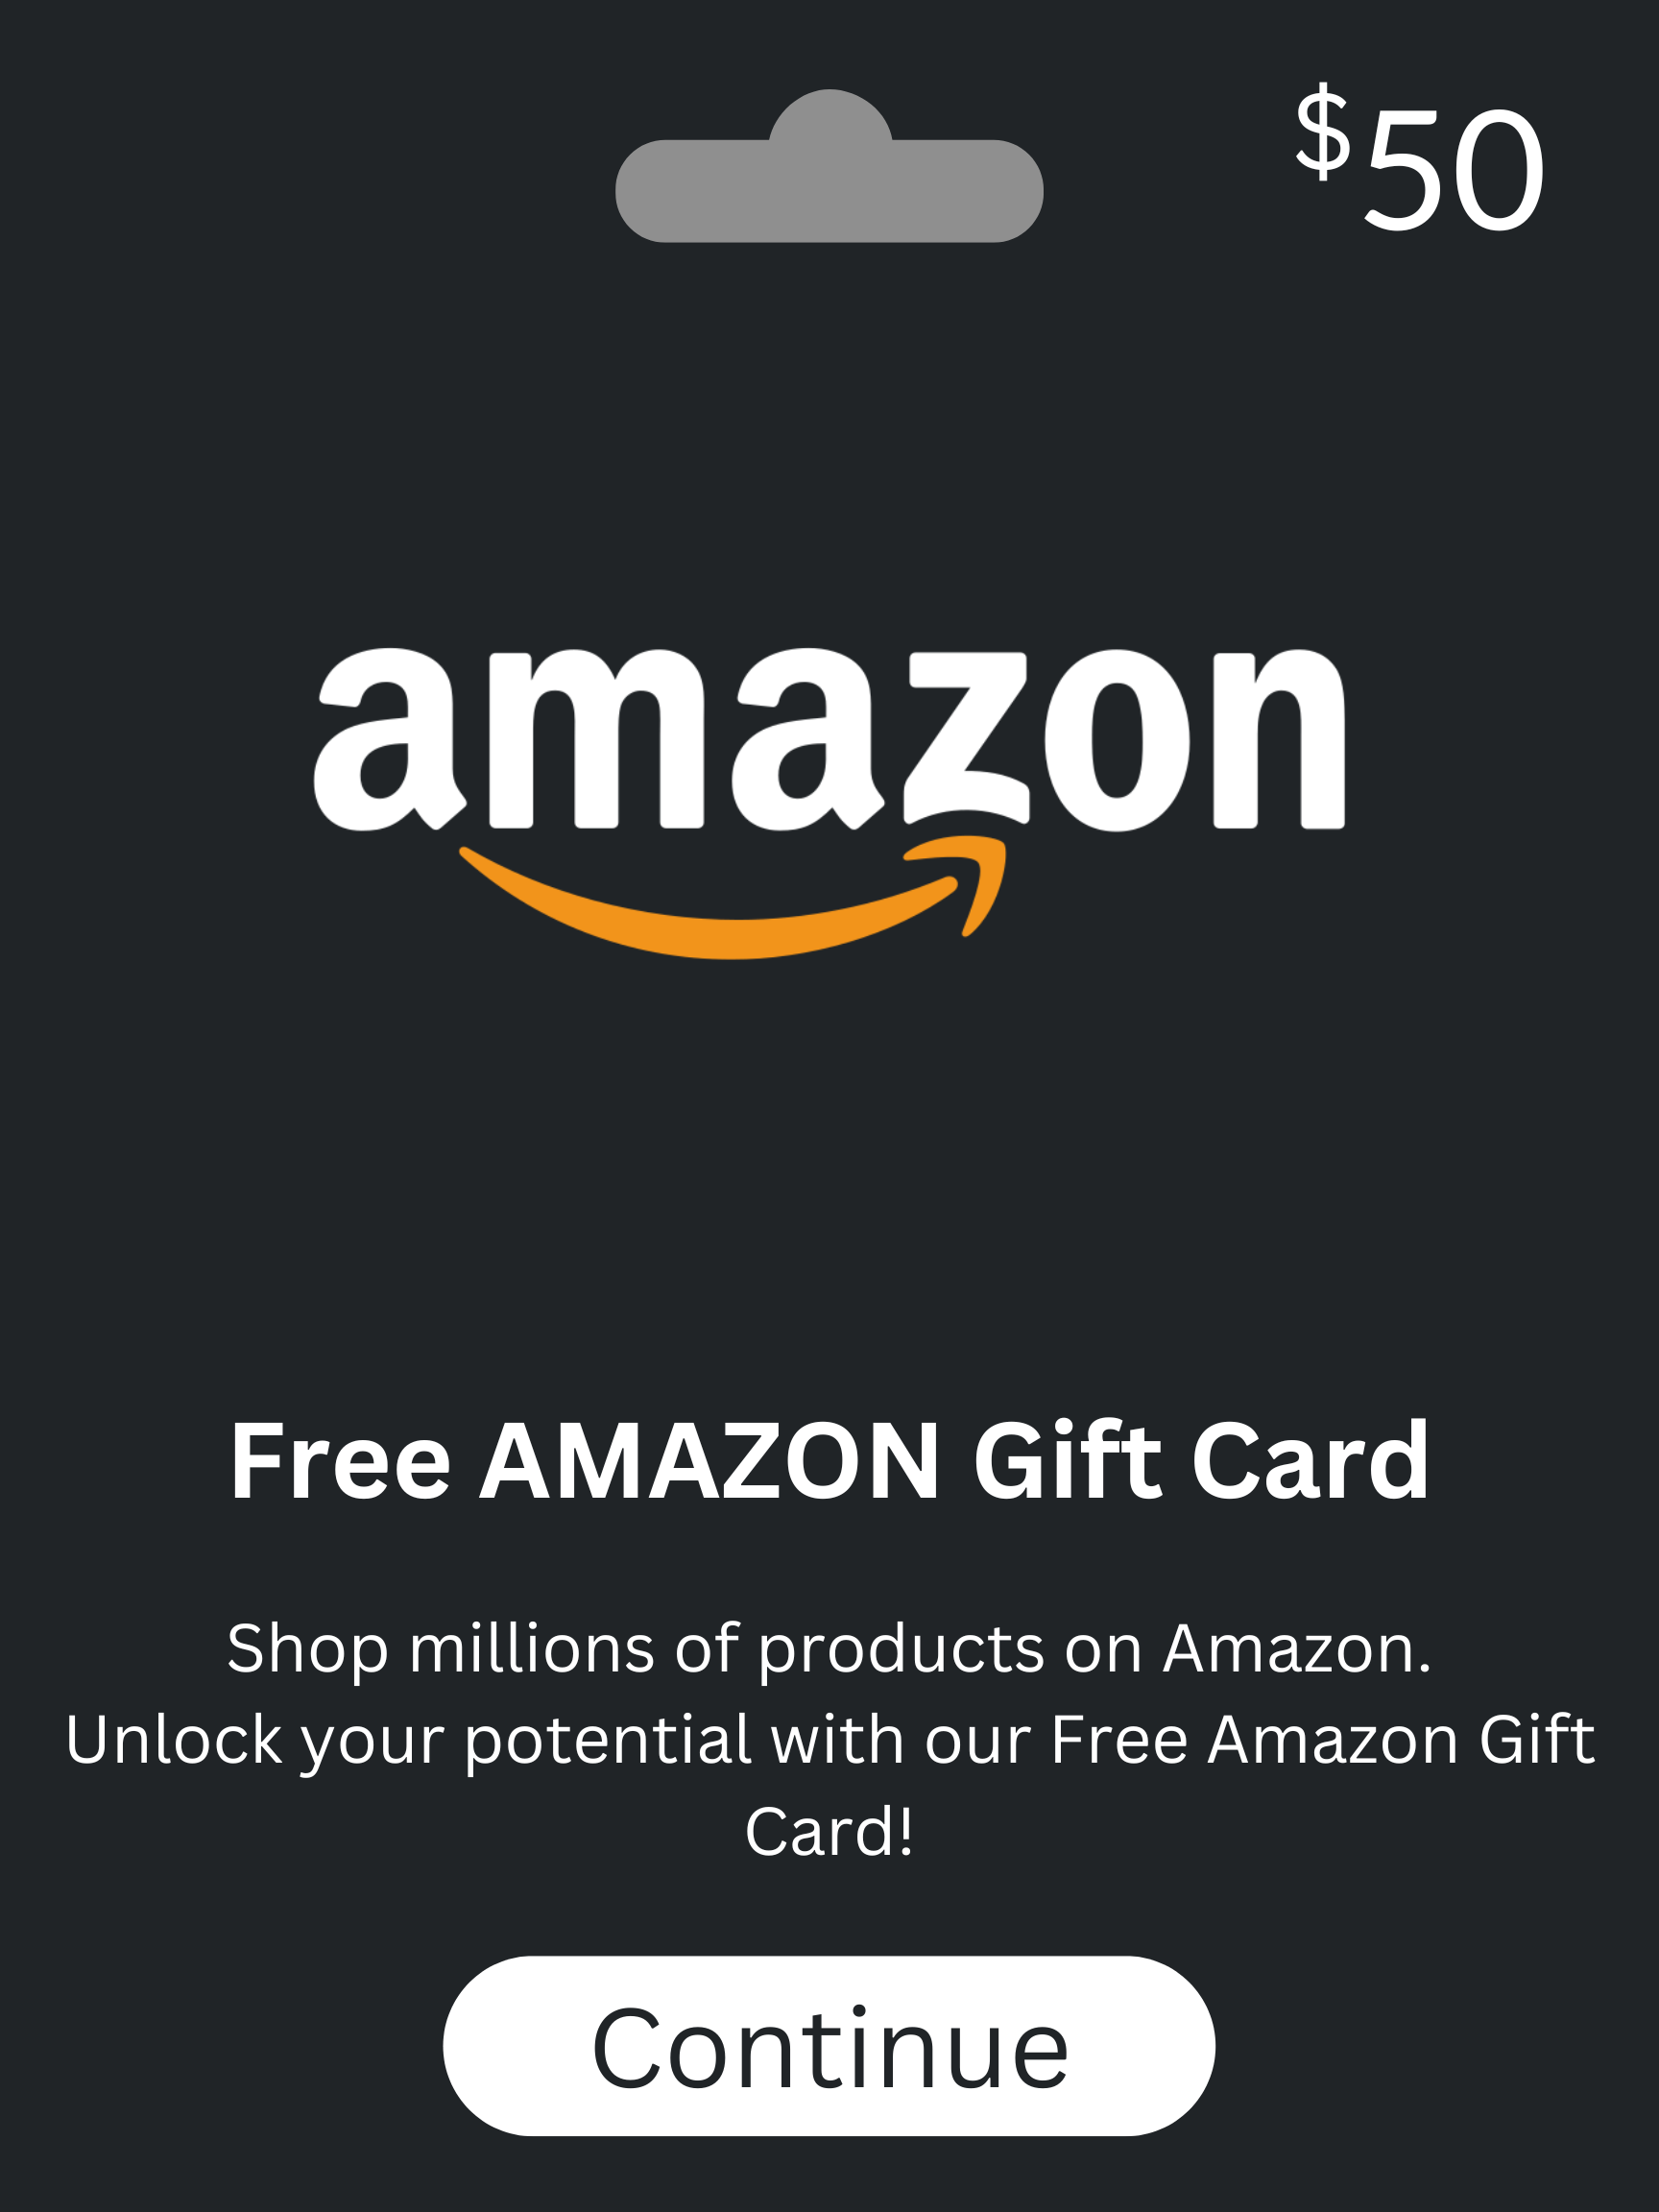 $50
amazon
Free AMAZON Gift Card
Shop millions of products on Amazon.
Unlock your potential with our Free Amazon Gift
Card!
Continue